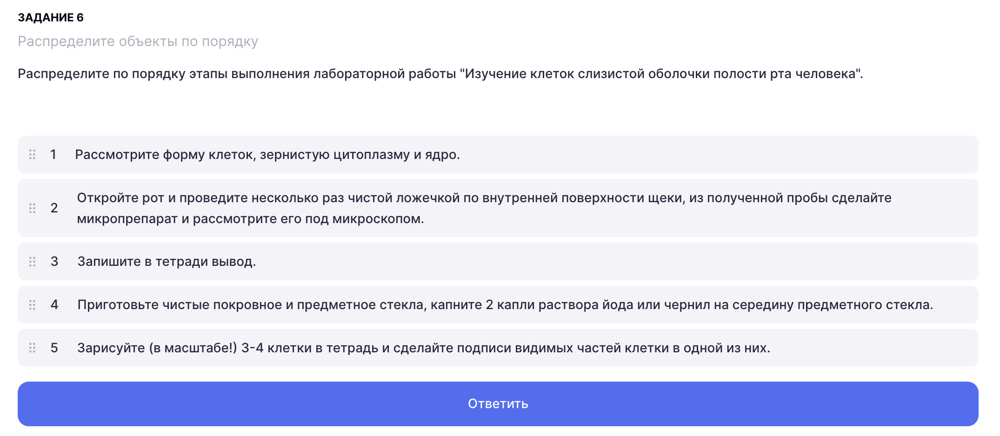 ЗАДАНИЕ 6
Распределите объекты по порядку
Распределите по порядку этапы выполнения лабораторной работы "Изучение клеток слизистой оболочки полости рта человека".
1 Рассмотрите форму клеток, зернистую цитоплазму и ядро.
2 Откройте рот и проведите несколько раз чистой ложечкой по внутренней поверхности щеки, из полученной пробы сделайте
микропрепарат и рассмотрите его под микроскопом.
3 Запишите в тетради вывод.
4 Приготовьте чистые покровное и предметное стекла, капните 2 капли раствора йода или чернил на середину предметного стекла.
5 Зарисуйте (в масштабе!) 3-4 клетки в тетрадь и сделайте подписи видимых частей клетки в одной из них.
Ответить